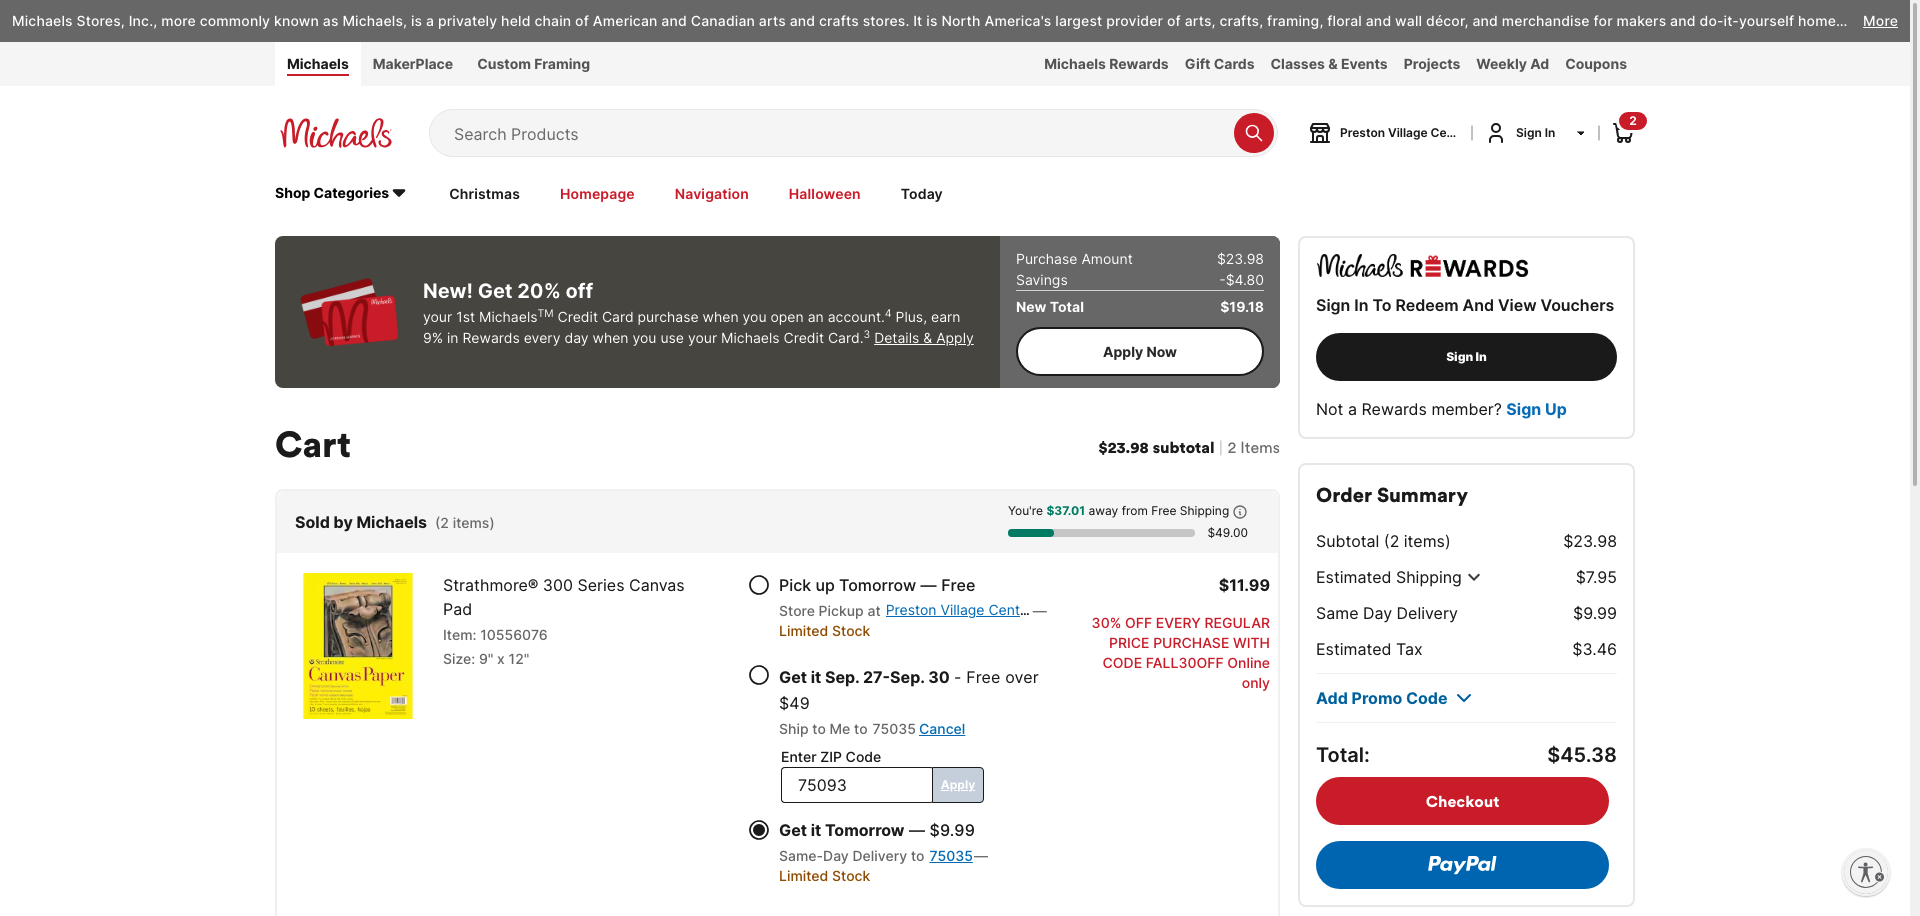 Michaels Stores, Inc., more commonly known as Michaels, is a privately held chain of American and Canadian arts and crafts stores. It is North America's largest provider of arts, crafts, framing, floral and wall décor, and merchandise for makers and do-it-yourself home... More
Michaels MakerPlace Custom Framing Michaels Rewards Gift Cards Classes & Events Projects Weekly Ad Coupons
Michaels Search Products Preston Village Ce... Sign In 2
Shop Categories Christmas Homepage Navigation Halloween Today
New! Get 20% off
your 1st Michaels™ Credit Card purchase when you open an account.⁴ Plus, earn
9% in Rewards every day when you use your Michaels Credit Card.³ Details & Apply
Purchase Amount $23.98
Savings -$4.80
New Total $19.18
Apply Now
Michaels REWARDS
Sign In To Redeem And View Vouchers
Sign In
Not a Rewards member? Sign Up
Cart
$23.98 subtotal | 2 Items
Sold by Michaels (2 items)
You're $37.01 away from Free Shipping
$49.00
Strathmore
Canvas Paper
Strathmore® 300 Series Canvas
Pad
Item: 10556076
Size: 9" x 12"
Pick up Tomorrow — Free
Store Pickup at Preston Village Cent... —
Limited Stock
Get it Sep. 27-Sep. 30 - Free over
$49
Ship to Me to 75035 Cancel
Enter ZIP Code
75093 Apply
Get it Tomorrow — $9.99
Same-Day Delivery to 75035—
Limited Stock
$11.99
30% OFF EVERY REGULAR
PRICE PURCHASE WITH
CODE FALL30OFF Online
only
Order Summary
Subtotal (2 items) $23.98
Estimated Shipping $7.95
Same Day Delivery $9.99
Estimated Tax $3.46
Add Promo Code
Total: $45.38
Checkout
PayPal